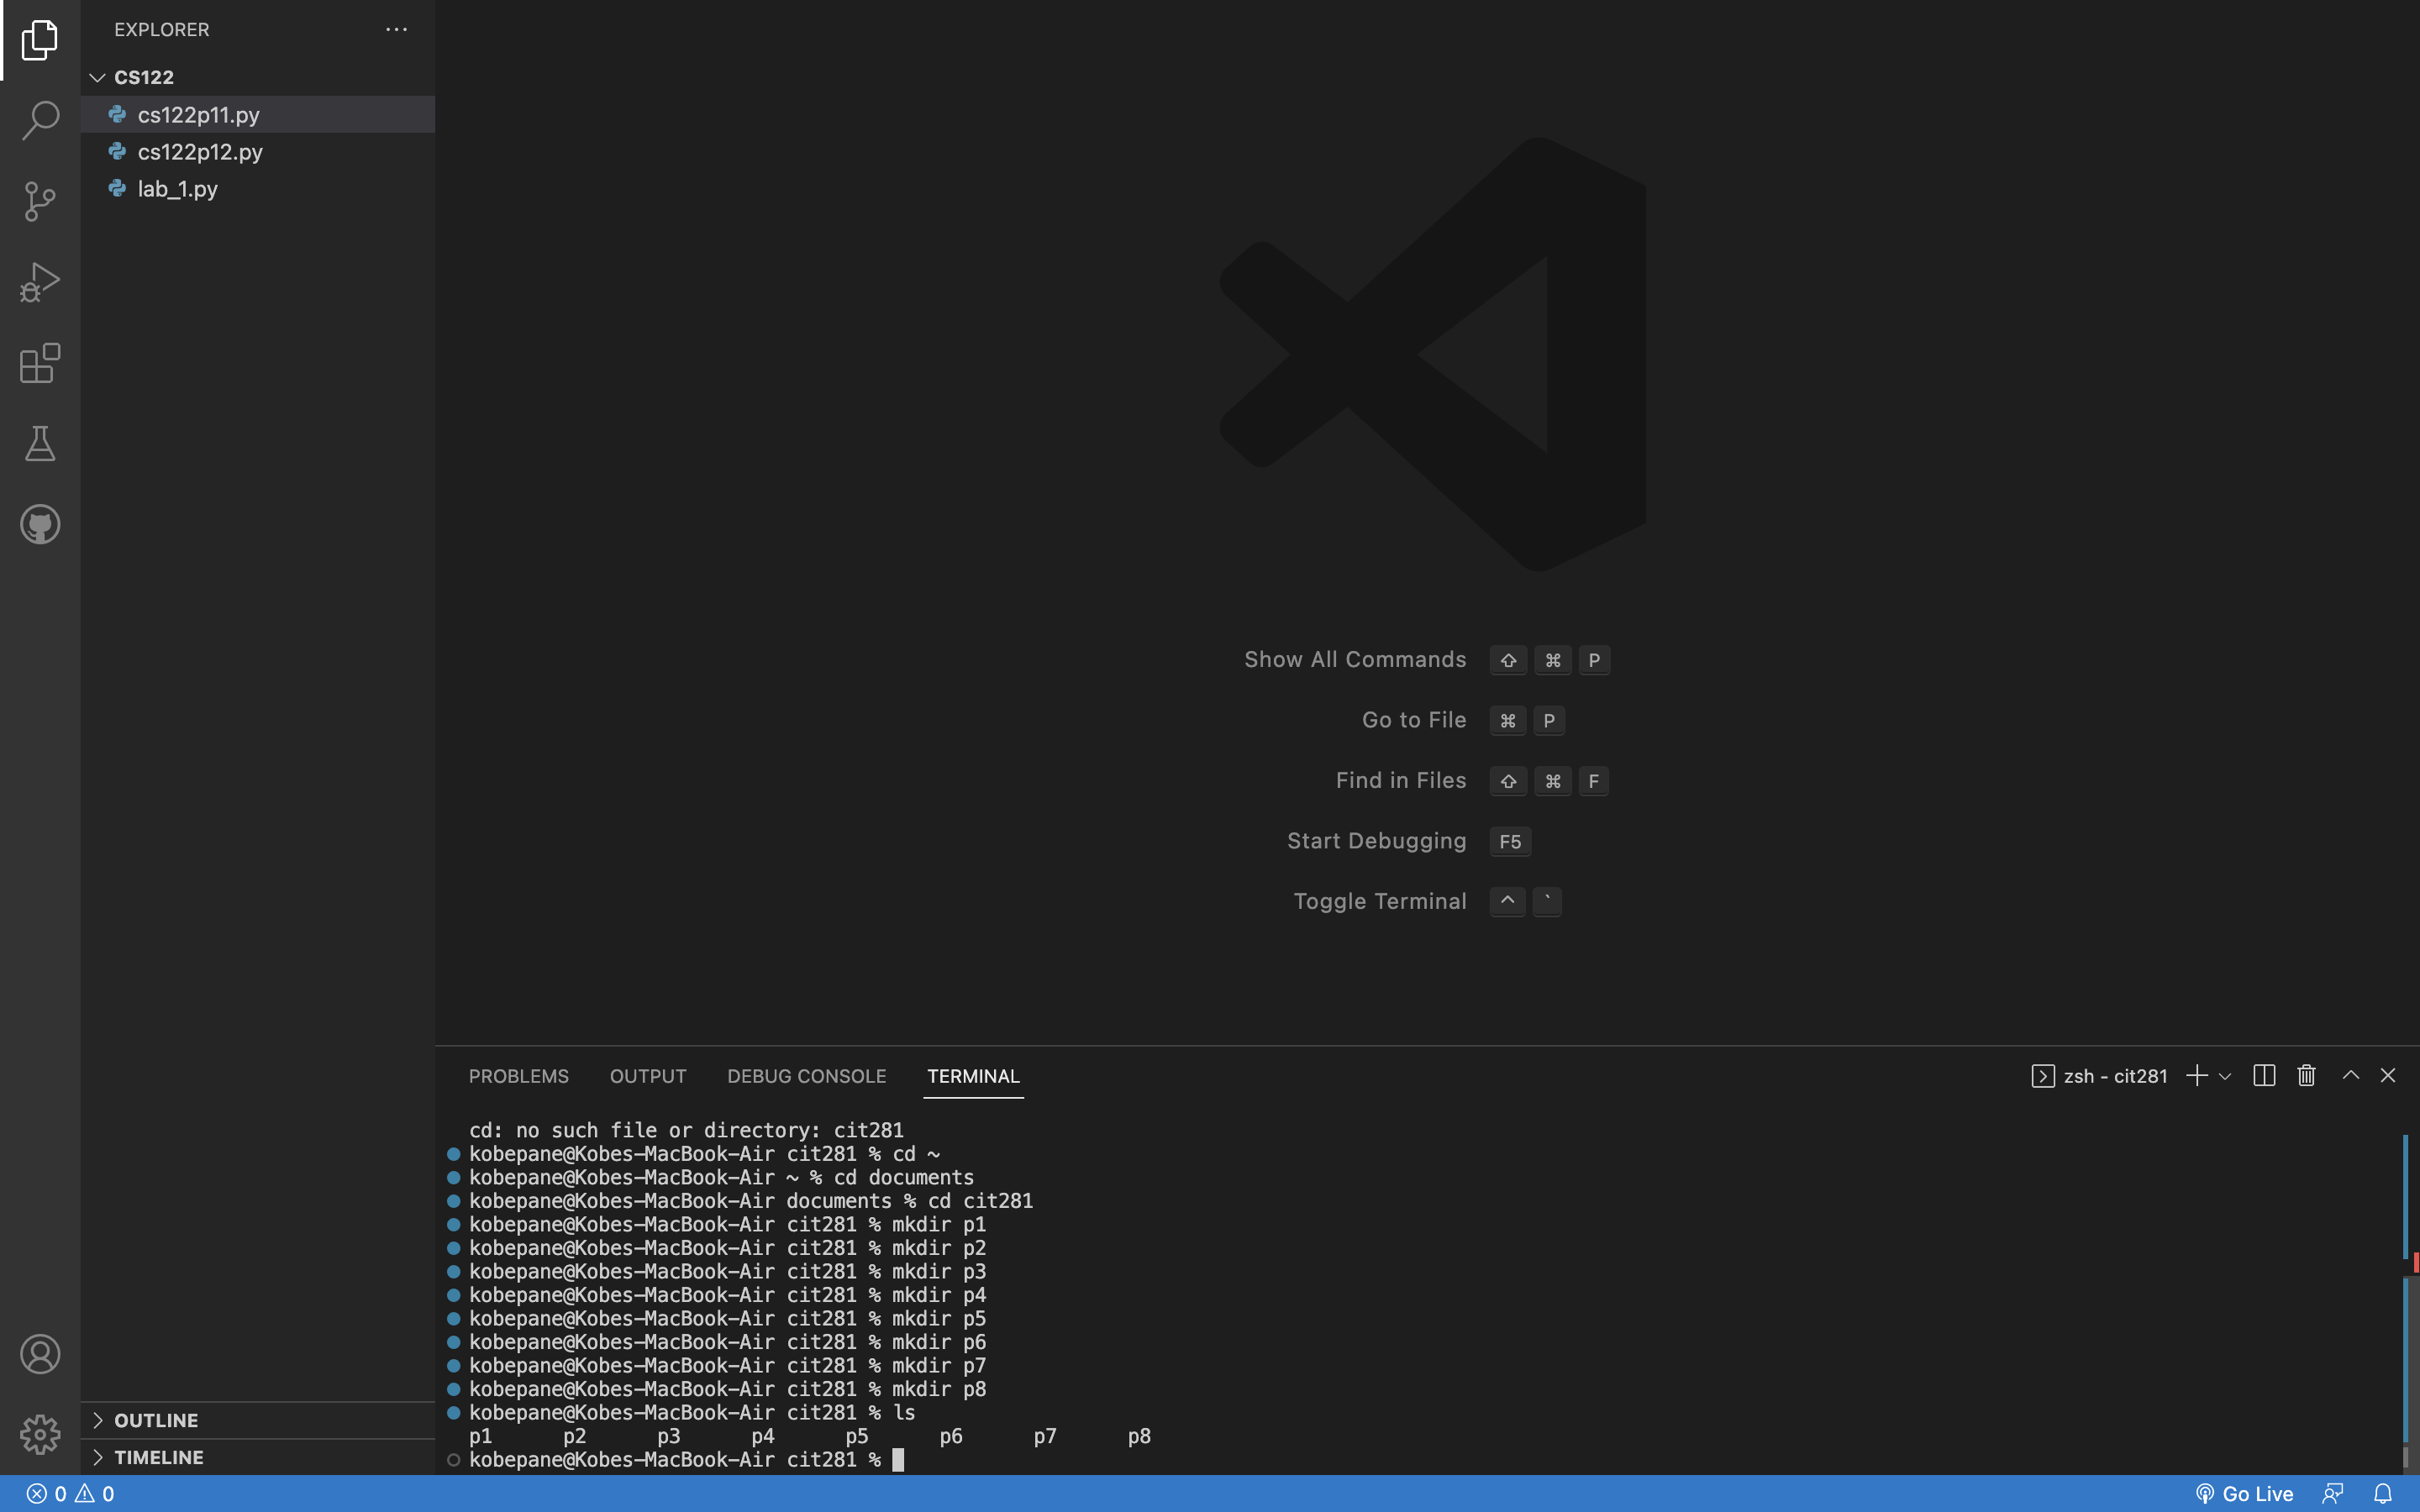 EXPLORER
CS122
cs122p11.py
cs122p12.py
lab_1.py
OUTLINE
TIMELINE
Show All Commands ⇧ ⌘ P
Go to File ⌘ P
Find in Files ⇧ ⌘ F
Start Debugging F5
Toggle Terminal ^ `
PROBLEMS OUTPUT DEBUG CONSOLE TERMINAL
zsh - cit281
cd: no such file or directory: cit281
kobepane@Kobes-MacBook-Air cit281 % cd ~
kobepane@Kobes-MacBook-Air ~ % cd documents
kobepane@Kobes-MacBook-Air documents % cd cit281
kobepane@Kobes-MacBook-Air cit281 % mkdir p1
kobepane@Kobes-MacBook-Air cit281 % mkdir p2
kobepane@Kobes-MacBook-Air cit281 % mkdir p3
kobepane@Kobes-MacBook-Air cit281 % mkdir p4
kobepane@Kobes-MacBook-Air cit281 % mkdir p5
kobepane@Kobes-MacBook-Air cit281 % mkdir p6
kobepane@Kobes-MacBook-Air cit281 % mkdir p7
kobepane@Kobes-MacBook-Air cit281 % mkdir p8
kobepane@Kobes-MacBook-Air cit281 % ls
p1 p2 p3 p4 p5 p6 p7 p8
kobepane@Kobes-MacBook-Air cit281 %
0 0
Go Live